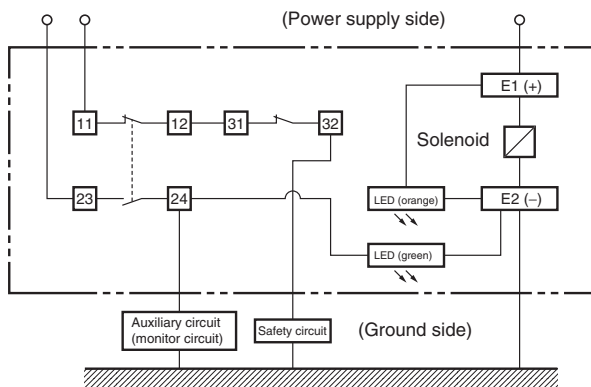 (Power supply side)
E1 (+)
11
12
31
32
Solenoid
23
24
LED (orange)
E2 (−)
LED (green)
Auxiliary circuit
(monitor circuit)
Safety circuit
(Ground side)